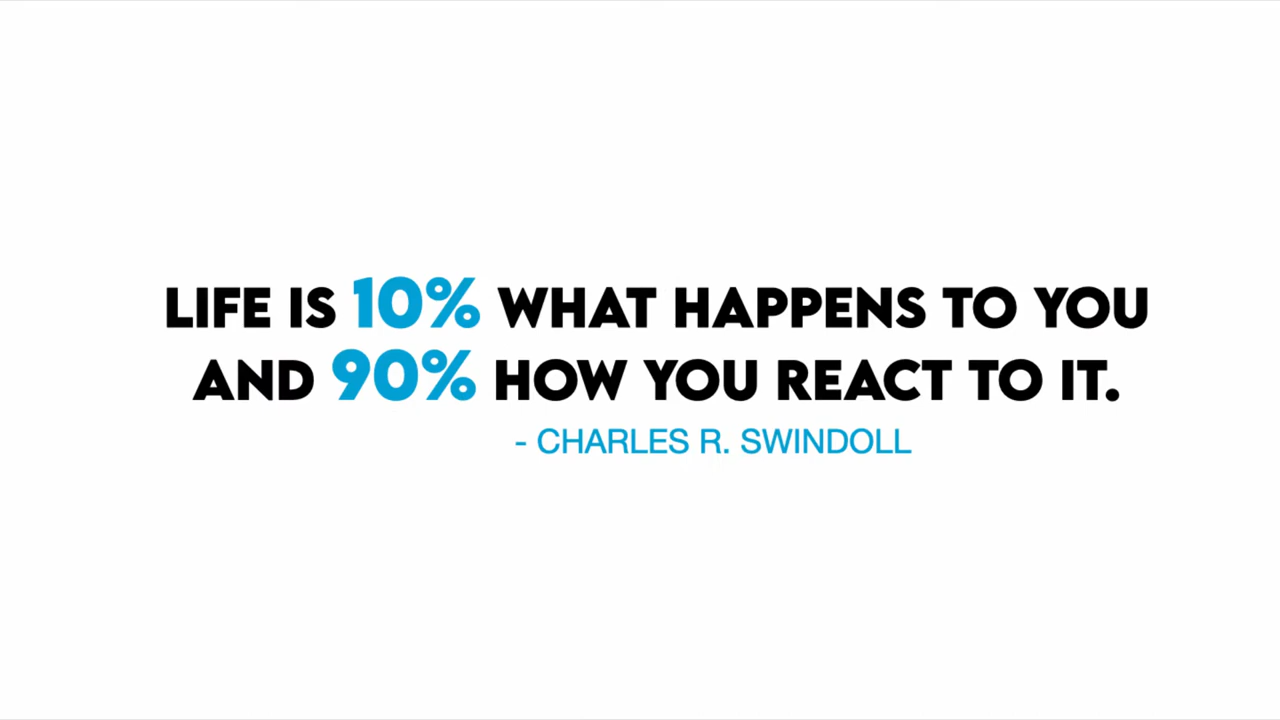 LIFE IS 10% WHAT HAPPENS TO YOU
AND 90% HOW YOU REACT TO IT.
- CHARLES R. SWINDOLL